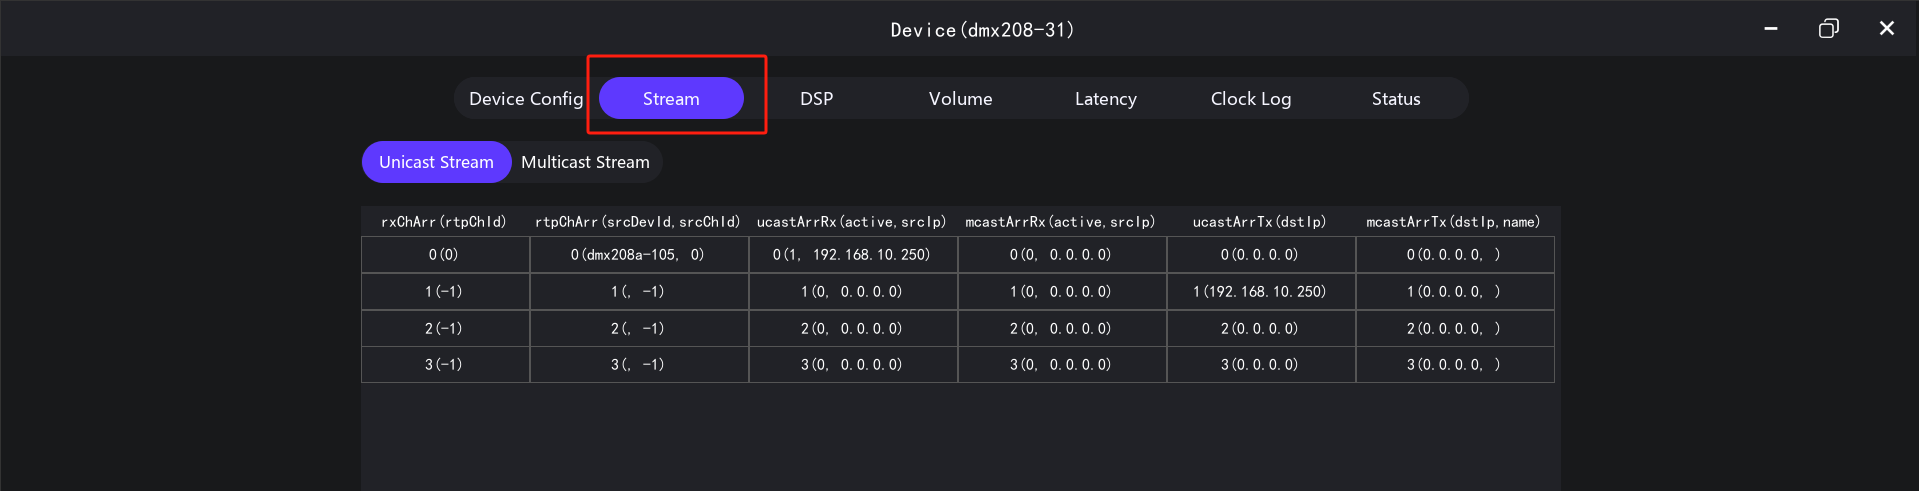 Device(dmx208-31)
Device Config Stream DSP Volume Latency Clock Log Status
Unicast Stream Multicast Stream
rxChArr(rtpChId) rtpChArr(srcDevId,srcChId) ucastArrRx(active,srcIp) mcastArrRx(active,srcIp) ucastArrTx(dstIp) mcastArrTx(dstIp,name)
0(0) 0(dmx208a-105, 0) 0(1, 192.168.10.250) 0(0, 0.0.0.0) 0(0.0.0.0) 0(0.0.0.0, )
1(-1) 1(, -1) 1(0, 0.0.0.0) 1(0, 0.0.0.0) 1(192.168.10.250) 1(0.0.0.0, )
2(-1) 2(, -1) 2(0, 0.0.0.0) 2(0, 0.0.0.0) 2(0.0.0.0) 2(0.0.0.0, )
3(-1) 3(, -1) 3(0, 0.0.0.0) 3(0, 0.0.0.0) 3(0.0.0.0) 3(0.0.0.0, )